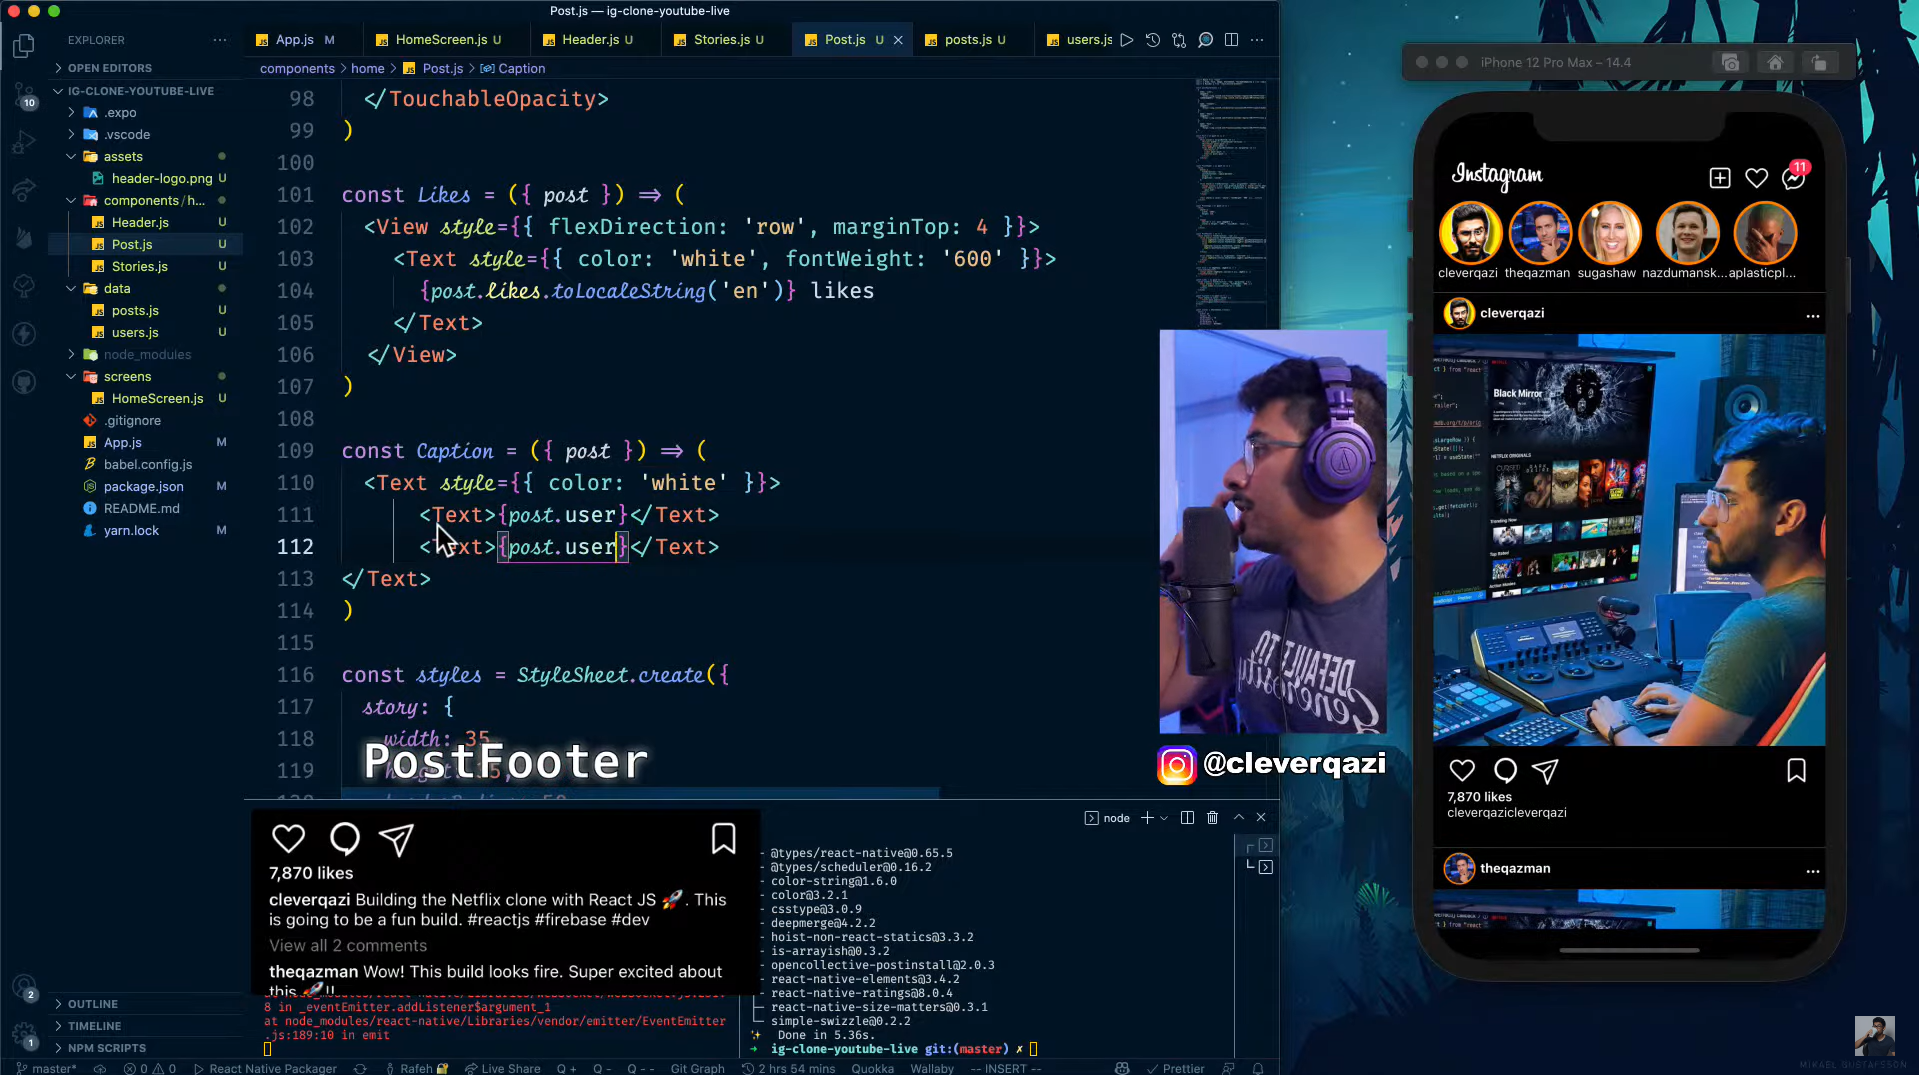 Post.js — ig-clone-youtube-live
EXPLORER
App.js M
HomeScreen.js U
Header.js U
Stories.js U
Post.js U
posts.js U
users.js
OPEN EDITORS
IG-CLONE-YOUTUBE-LIVE
.expo
.vscode
assets
header-logo.png U
components/h...
Header.js U
Post.js U
Stories.js U
data
posts.js U
users.js U
node_modules
screens
HomeScreen.js U
.gitignore
App.js M
babel.config.js
package.json M
README.md
yarn.lock M
OUTLINE
TIMELINE
NPM SCRIPTS
10
2
1
components > home > Post.js > Caption
98 </TouchableOpacity>
99 )
100
101 const Likes = ({ post }) => (
102 <View style={{ flexDirection: 'row', marginTop: 4 }}>
103 <Text style={{ color: 'white', fontWeight: '600' }}>
104 {post.likes.toLocaleString('en')} likes
105 </Text>
106 </View>
107 )
108
109 const Caption = ({ post }) => (
110 <Text style={{ color: 'white' }}>
111 <Text>{post.user}</Text>
112 <Text>{post.user}</Text>
113 </Text>
114 )
115
116 const styles = StyleSheet.create({
117 story: {
118 width: 35,
119
PostFooter
7,870 likes
cleverqazi Building the Netflix clone with React JS 🚀. This
is going to be a fun build. #reactjs #firebase #dev
View all 2 comments
theqazman Wow! This build looks fire. Super excited about
this 🚀!!
8 in _eventEmitter.addListener$argument_1
at node_modules/react-native/Libraries/vendor/emitter/EventEmitter
.js:189:10 in emit
node
@types/react-native@0.65.5
@types/scheduler@0.16.2
color-string@1.6.0
color@3.2.1
csstype@3.0.9
deepmerge@4.2.2
hoist-non-react-statics@3.3.2
is-arrayish@0.3.2
opencollective-postinstall@2.0.3
react-native-elements@3.4.2
react-native-ratings@8.0.4
react-native-size-matters@0.3.1
simple-swizzle@0.2.2
✨ Done in 5.36s.
→ ig-clone-youtube-live git:(master) ✗
master* 0 0 React Native Packager Rafeh Live Share Q + Q - Q - - Git Graph 2 hrs 54 mins Quokka Wallaby -- INSERT -- Prettier
DEFAULT TO
Generosity
@cleverqazi
iPhone 12 Pro Max – 14.4
Instagram
11
cleverqazi theqazman sugashaw nazdumansk... aplasticpl...
cleverqazi
Black Mirror
NETFLIX ORIGINALS
Trending Now
7,870 likes
cleverqazicleverqazi
theqazman
MIKAEL GUSTAFSSON